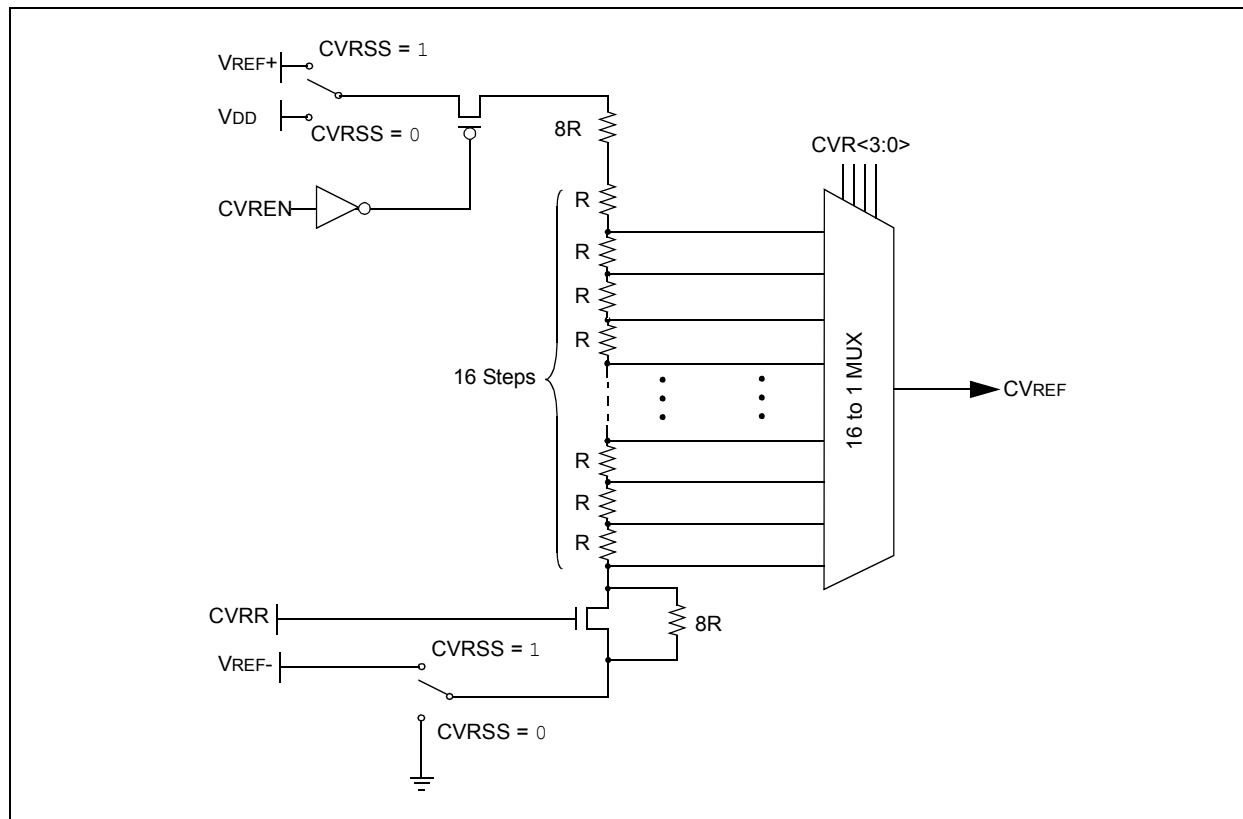 CVRSS = 1
VREF+
VDD
CVRSS = 0
8R
CVR<3:0>
CVREN
R
R
R
R
16 Steps
16 to 1 MUX
CVREF
R
R
R
CVRR
8R
CVRSS = 1
VREF-
CVRSS = 0